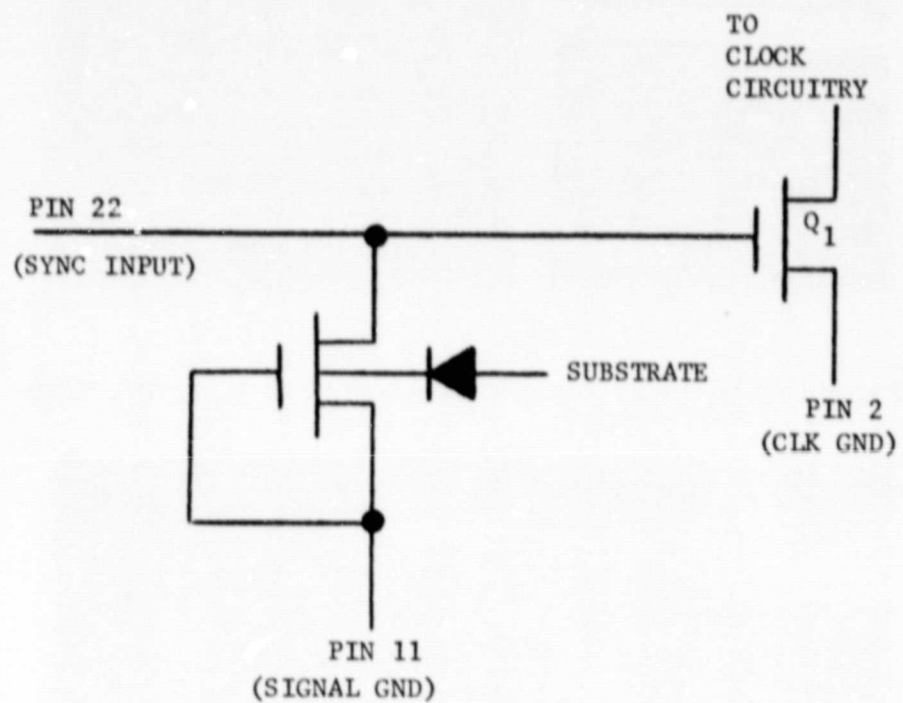 TO
CLOCK
CIRCUITRY
PIN 22
(SYNC INPUT)
Q1
SUBSTRATE
PIN 2
(CLK GND)
PIN 11
(SIGNAL GND)